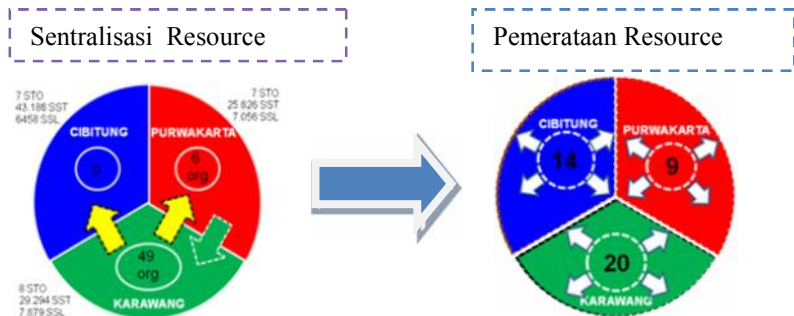 Sentralisasi Resource
Pemerataan Resource
7 STO
43.186 SST
6458 SSL
7 STO
25.826 SST
7.056 SSL
CIBITUNG
PURWAKARTA
0
6
org
49
org
KARAWANG
8 STO
29.294 SST
7.879 SSL
CIBITUNG
PURWAKARTA
14
9
20
KARAWANG